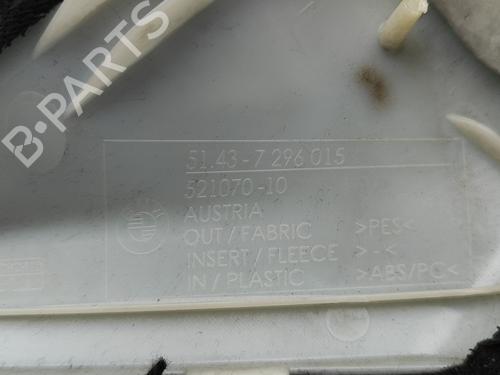 B-PARTS
51.43-7 296 015
521070-10
AUSTRIA
OUT / FABRIC >PES<
INSERT / FLEECE >-<
IN / PLASTIC >ABS/PC<